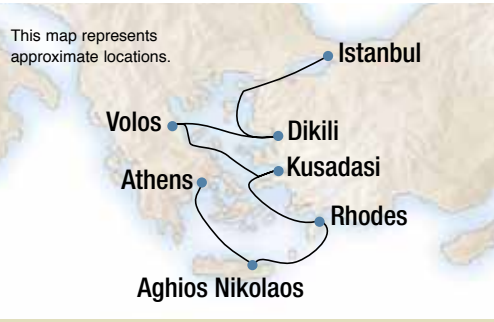 This map represents
approximate locations.
Istanbul
Volos
Dikili
Kusadasi
Athens
Rhodes
Aghios Nikolaos